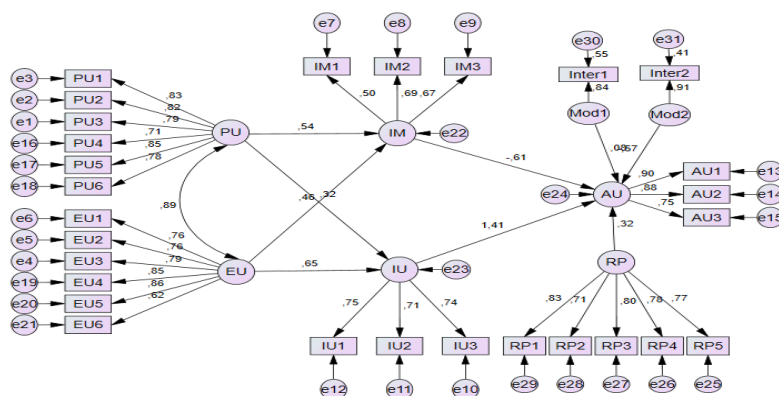 e7
e8
e9
e30
e31
,55
,41
IM1
IM2
IM3
Inter1
Inter2
e3
PU1
e2
PU2
e1
PU3
e16
PU4
e17
PU5
e18
PU6
,83
,82
,79
,71
,85
,78
,50
,69
,67
,84
,91
PU
,54
IM
e22
Mod1
Mod2
-,61
,46
,32
,89
e24
AU
,90
,88
,75
AU1
e13
AU2
e14
AU3
e15
e6
EU1
e5
EU2
e4
EU3
e19
EU4
e20
EU5
e21
EU6
,76
,76
,79
,85
,86
,62
EU
,65
IU
e23
1,41
,32
RP
,75
,71
,74
,83
,71
,80
,78
,77
IU1
IU2
IU3
RP1
RP2
RP3
RP4
RP5
e12
e11
e10
e29
e28
e27
e26
e25